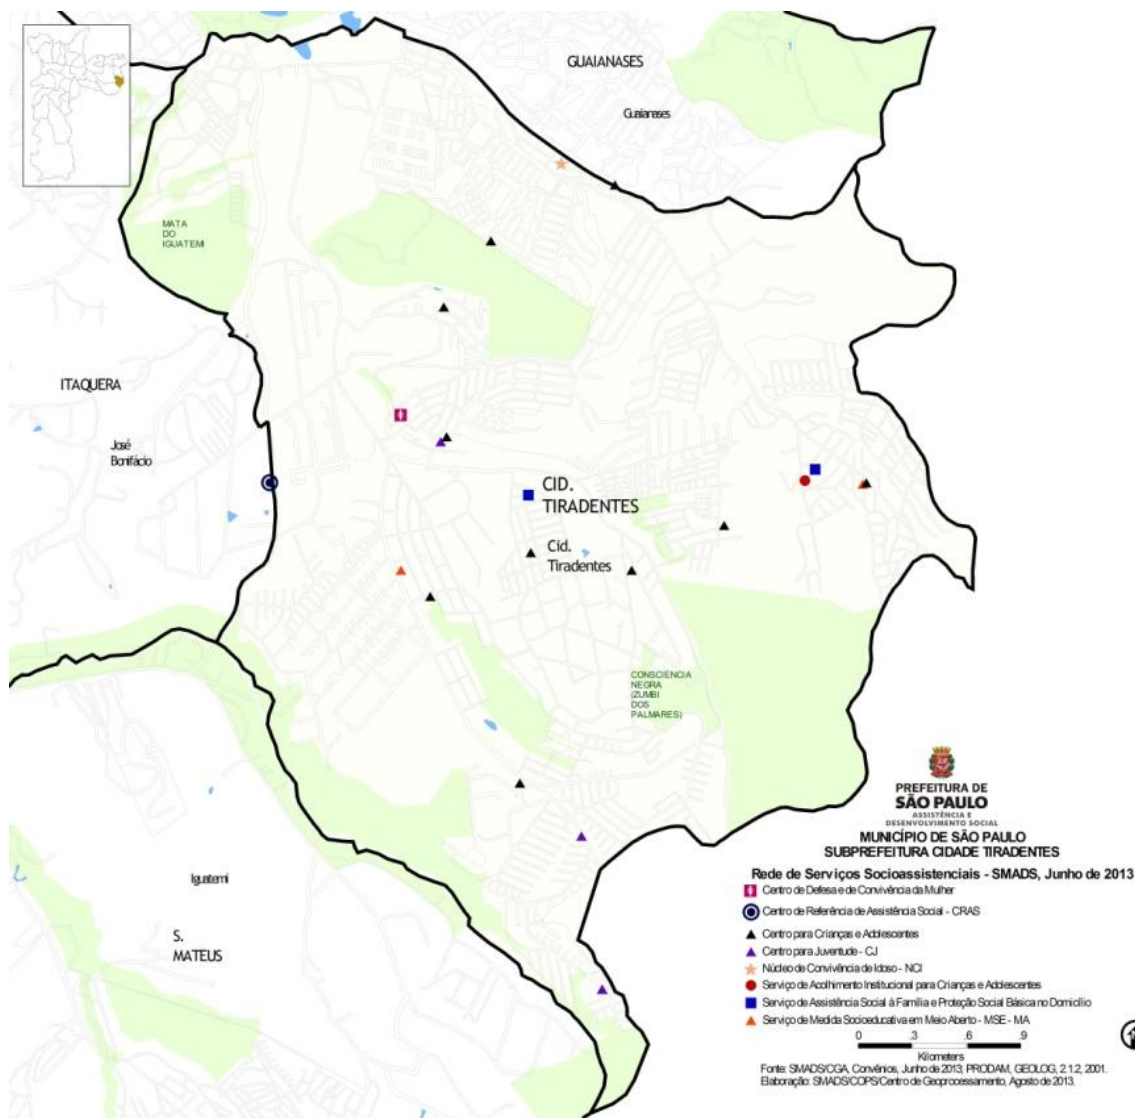 GUAIANASES
Guaianases
MATA
DO
IGUATEMI
ITAQUERA
José
Bonifácio
CID.
TIRADENTES
Cid.
Tiradentes
CONSCIENCIA
NEGRA
(ZUMBI
DOS
PALMARES)
Iguatemi
S.
MATEUS
PREFEITURA DE
SÃO PAULO
ASSISTÊNCIA E
DESENVOLVIMENTO SOCIAL
MUNICÍPIO DE SÃO PAULO
SUBPREFEITURA CIDADE TIRADENTES
Rede de Serviços Socioassistenciais - SMADS, Junho de 2013
Centro de Defesa e de Convivência da Mulher
Centro de Referência de Assistência Social - CRAS
Centro para Crianças e Adolescentes
Centro para Juventude - CJ
Núcleo de Convivência de Idoso - NCI
Serviço de Acolhimento Institucional para Crianças e Adolescentes
Serviço de Assistência Social à Família e Proteção Social Básica no Domicílio
Serviço de Medida Socioeducativa em Meio Aberto - MSE - MA
0 .3 .6 .9
Kilometers
Fonte: SMADS/CGA, Convênios, Junho de 2013; PRODAM, GEOLOG, 2.1.2, 2001.
Elaboração: SMADS/COPS/Centro de Geoprocessamento, Agosto de 2013.